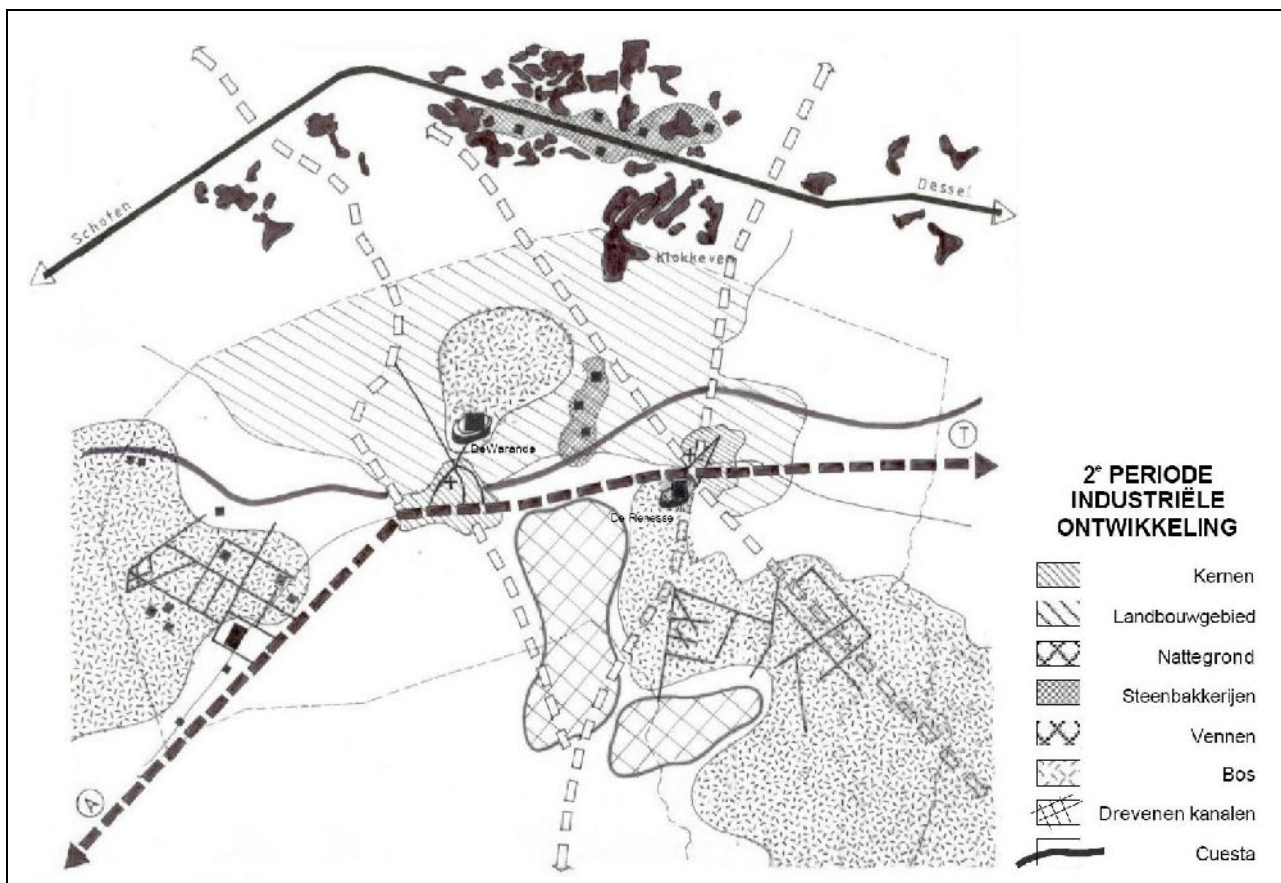 Schoten
Dessel
Klokkeven
De Warande
T
De Renesse
A
2e PERIODE
INDUSTRIËLE
ONTWIKKELING
Kernen
Landbouwgebied
Nattegrond
Steenbakkerijen
Vennen
Bos
Drevenen kanalen
Cuesta